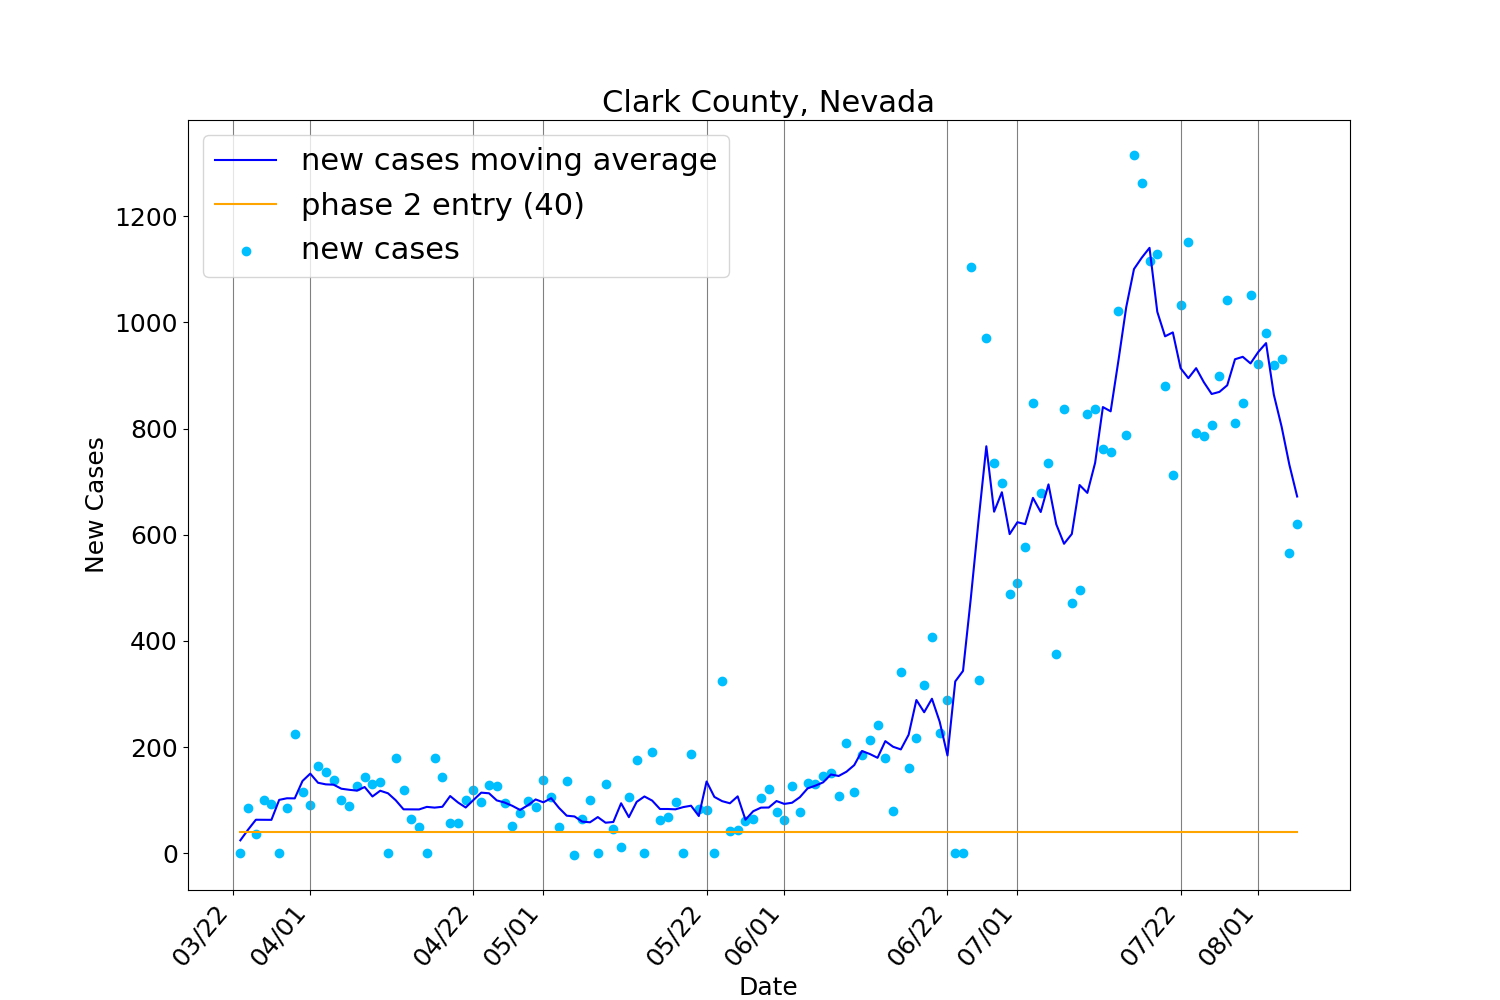 Clark County, Nevada
new cases moving average
phase 2 entry (40)
new cases
1200
1000
800
600
400
200
0
New Cases
03/22 04/01 04/22 05/01 05/22 06/01 06/22 07/01 07/22 08/01
Date